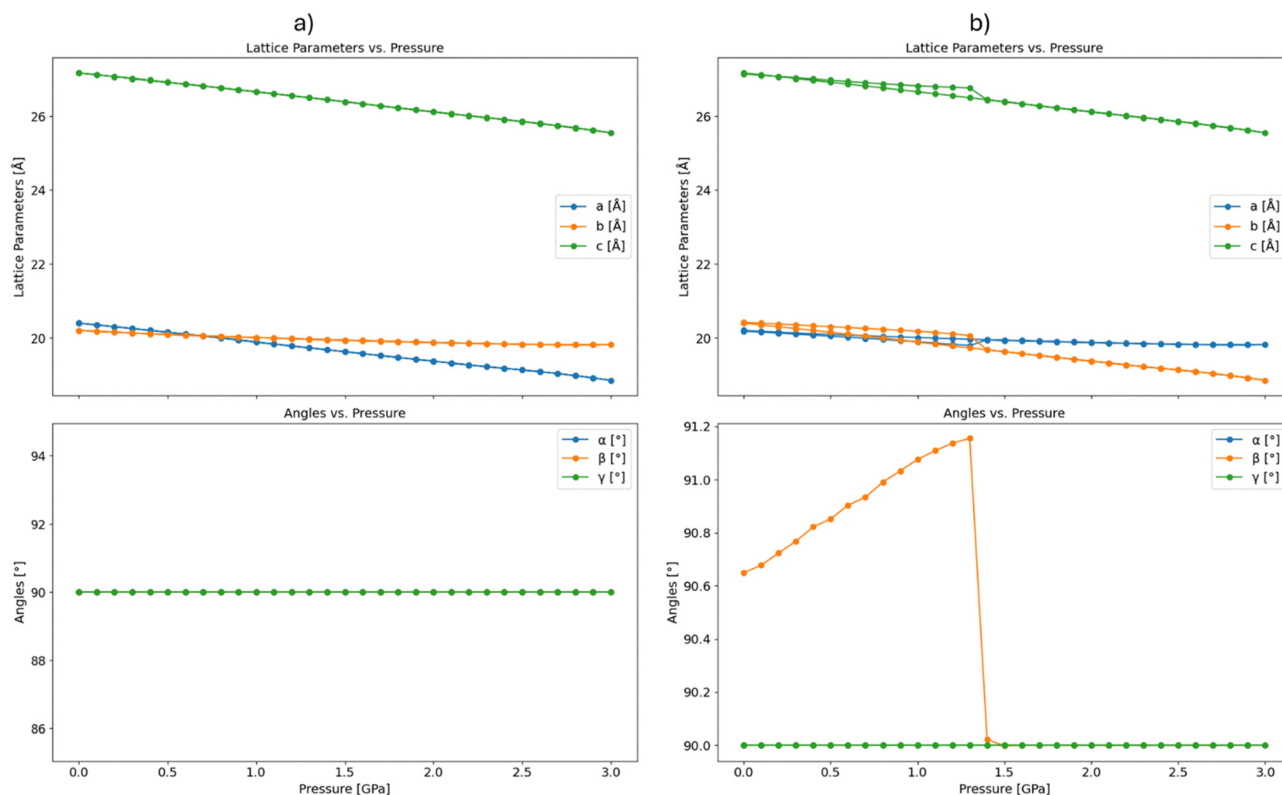 a)
Lattice Parameters vs. Pressure
26
24
22
20
Lattice Parameters [Å]
a [Å]
b [Å]
c [Å]
Angles vs. Pressure
94
92
90
88
86
Angles [°]
α [°]
β [°]
γ [°]
0.0 0.5 1.0 1.5 2.0 2.5 3.0
Pressure [GPa]
b)
Lattice Parameters vs. Pressure
26
24
22
20
Lattice Parameters [Å]
a [Å]
b [Å]
c [Å]
Angles vs. Pressure
91.2
91.0
90.8
90.6
90.4
90.2
90.0
Angles [°]
α [°]
β [°]
γ [°]
0.0 0.5 1.0 1.5 2.0 2.5 3.0
Pressure [GPa]